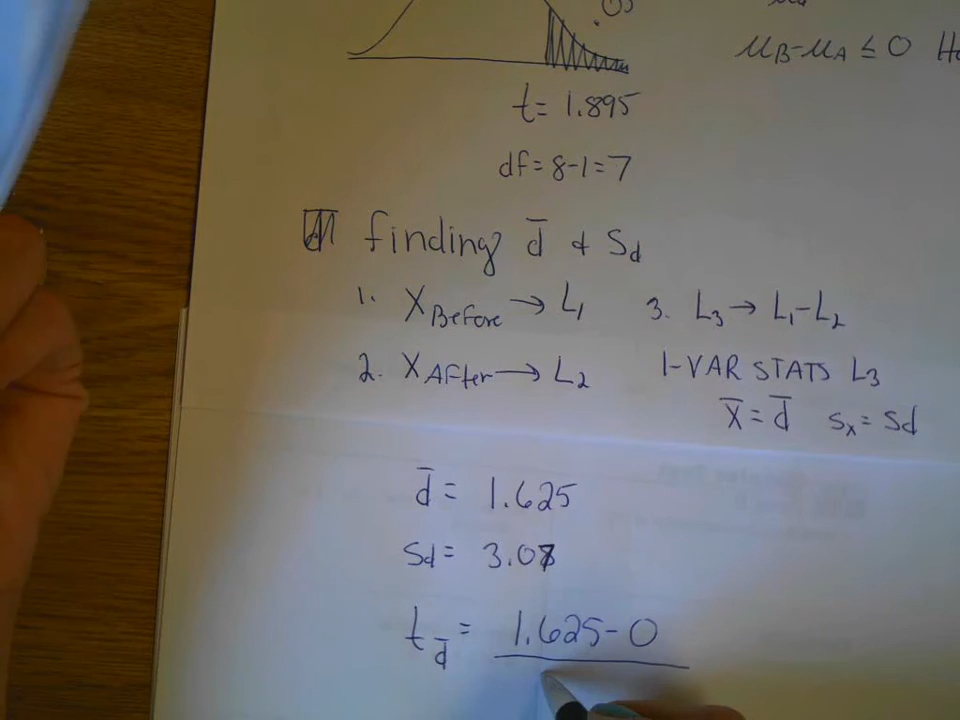 .05
μB-μA ≤ 0 Ho
t= 1.895
df= 8-1=7
finding d̄ & Sd
1. XBefore → L1
2. XAfter → L2
3. L3 → L1-L2
1-VAR STATS L3
x̄ = d̄ Sx = Sd
d̄ = 1.625
Sd = 3.07
td̄ = 1.625-0